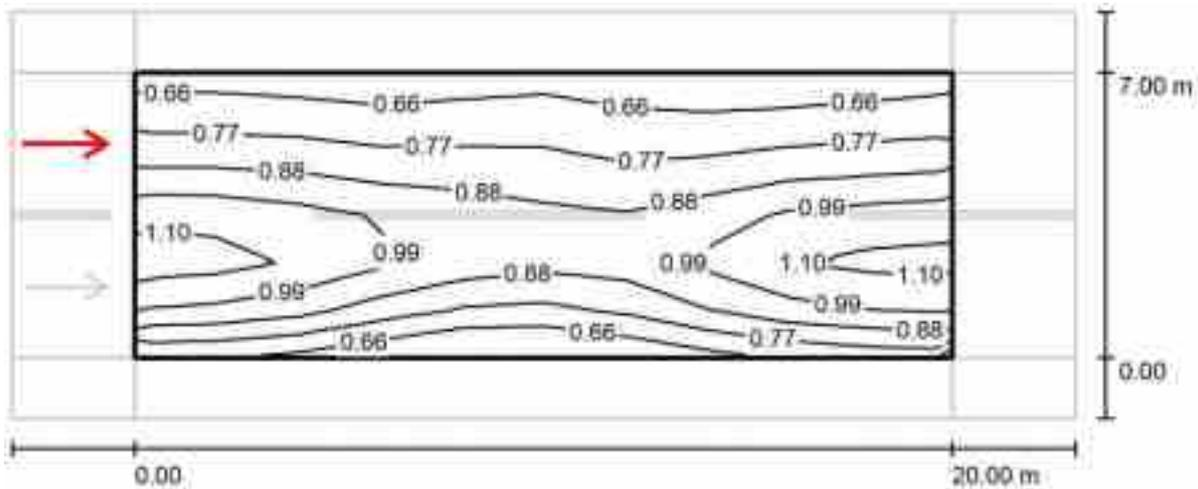 7.00 m
0.66 0.66 0.66 0.66
0.77 0.77 0.77 0.77
0.88 0.88 0.88 0.99
1.10 0.99 0.99 1.10 1.10
0.99 0.88 0.99
0.66 0.66 0.77 0.88
0.00
0.00 20.00 m